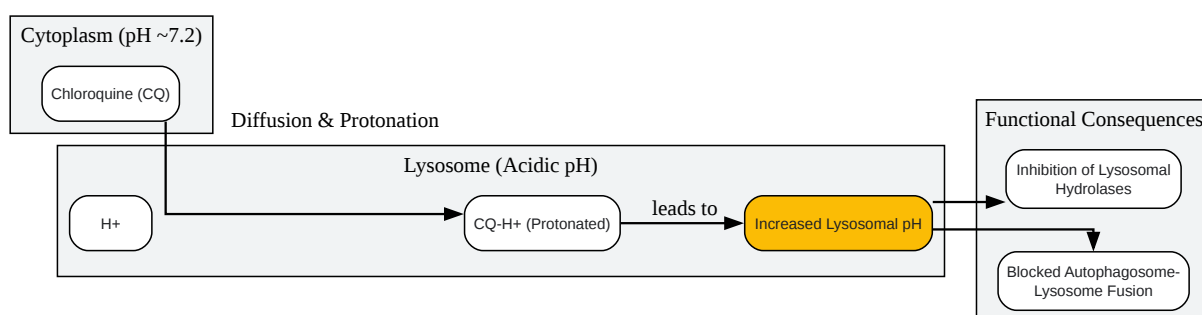 Cytoplasm (pH ~7.2)
Chloroquine (CQ)
Diffusion & Protonation
Lysosome (Acidic pH)
H+
CQ-H+ (Protonated)
leads to
Increased Lysosomal pH
Functional Consequences
Inhibition of Lysosomal
Hydrolases
Blocked Autophagosome-
Lysosome Fusion